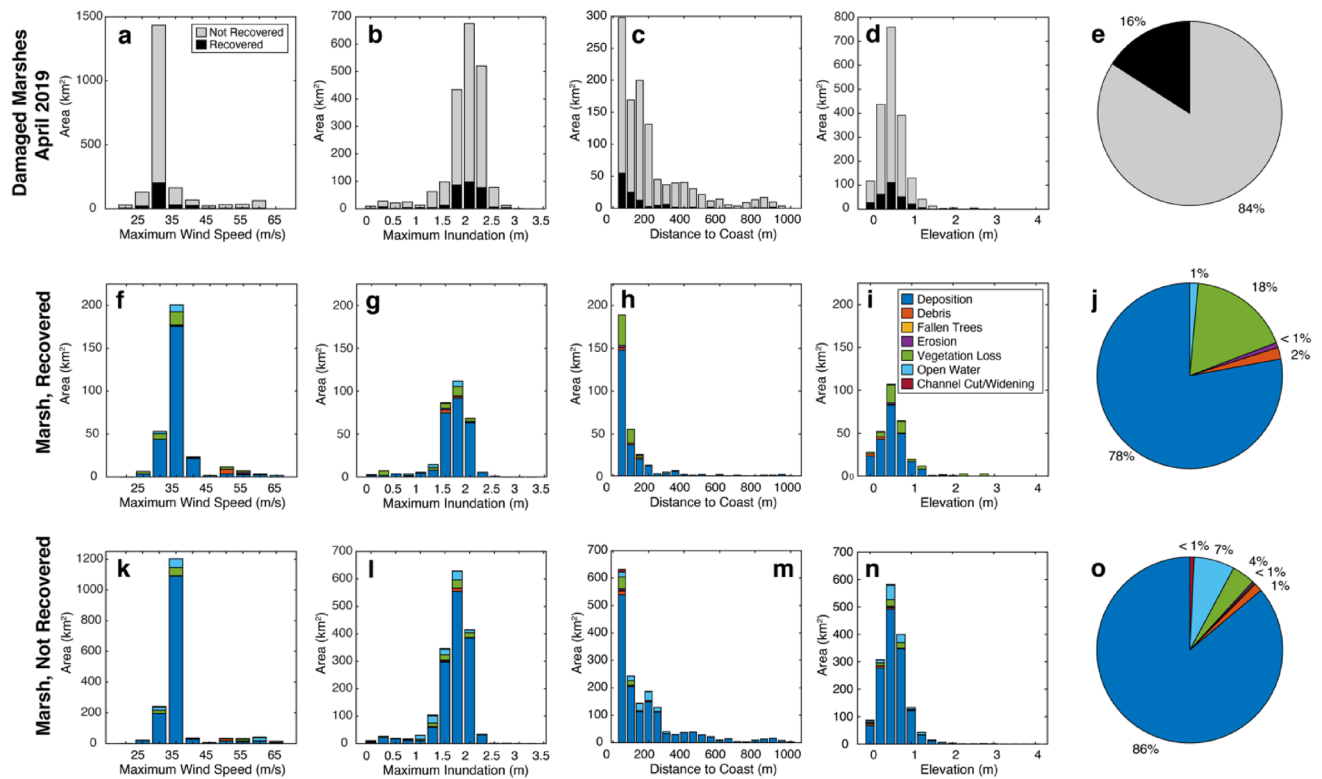 Damaged Marshes
April 2019
a
Not Recovered
Recovered
1500
1000
500
0
Area (km²)
25 35 45 55 65
Maximum Wind Speed (m/s)
b
700
600
500
400
300
200
100
0
Area (km²)
0 0.5 1 1.5 2 2.5 3 3.5
Maximum Inundation (m)
c
300
250
200
150
100
50
0
Area (km²)
0 200 400 600 800 1000
Distance to Coast (m)
d
800
700
600
500
400
300
200
100
0
Area (km²)
0 1 2 3 4
Elevation (m)
e
16%
84%
Marsh, Recovered
f
200
150
100
50
0
Area (km²)
25 35 45 55 65
Maximum Wind Speed (m/s)
g
200
150
100
50
0
Area (km²)
0 0.5 1 1.5 2 2.5 3 3.5
Maximum Inundation (m)
h
200
150
100
50
0
Area (km²)
0 200 400 600 800 1000
Distance to Coast (m)
i
Deposition
Debris
Fallen Trees
Erosion
Vegetation Loss
Open Water
Channel Cut/Widening
200
150
100
50
0
Area (km²)
0 1 2 3 4
Elevation (m)
j
1%
18%
< 1%
2%
78%
Marsh, Not Recovered
k
1200
1000
800
600
400
200
0
Area (km²)
25 35 45 55 65
Maximum Wind Speed (m/s)
l
700
600
500
400
300
200
100
0
Area (km²)
0 0.5 1 1.5 2 2.5 3 3.5
Maximum Inundation (m)
m
700
600
500
400
300
200
100
0
Area (km²)
0 200 400 600 800 1000
Distance to Coast (m)
n
700
600
500
400
300
200
100
0
Area (km²)
0 1 2 3 4
Elevation (m)
o
< 1%
7%
4%
< 1%
1%
86%